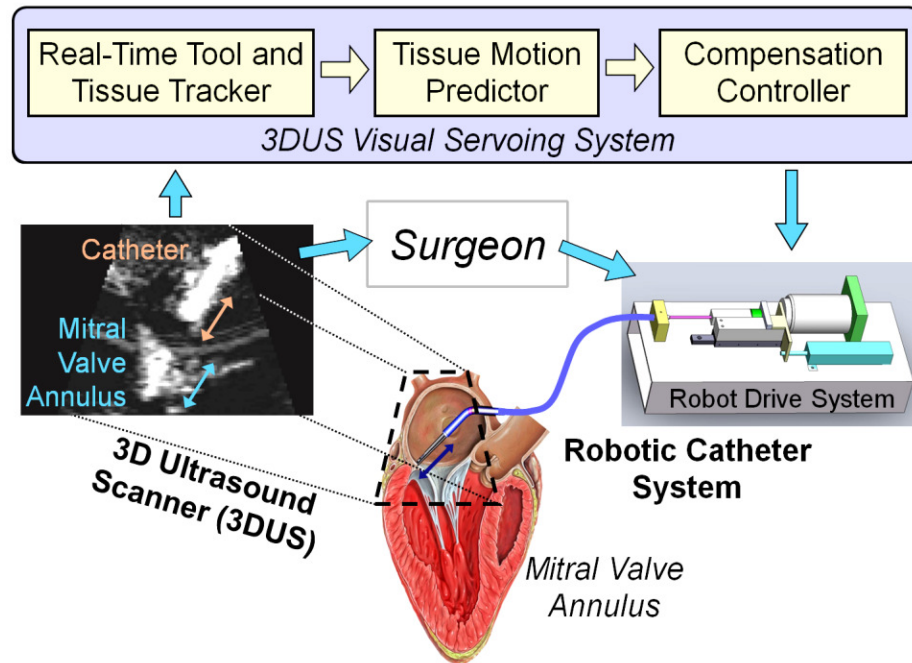 Real-Time Tool and
Tissue Tracker
Tissue Motion
Predictor
Compensation
Controller
3DUS Visual Servoing System
Catheter
Mitral
Valve
Annulus
Surgeon
Robot Drive System
3D Ultrasound
Scanner (3DUS)
Robotic Catheter
System
Mitral Valve
Annulus